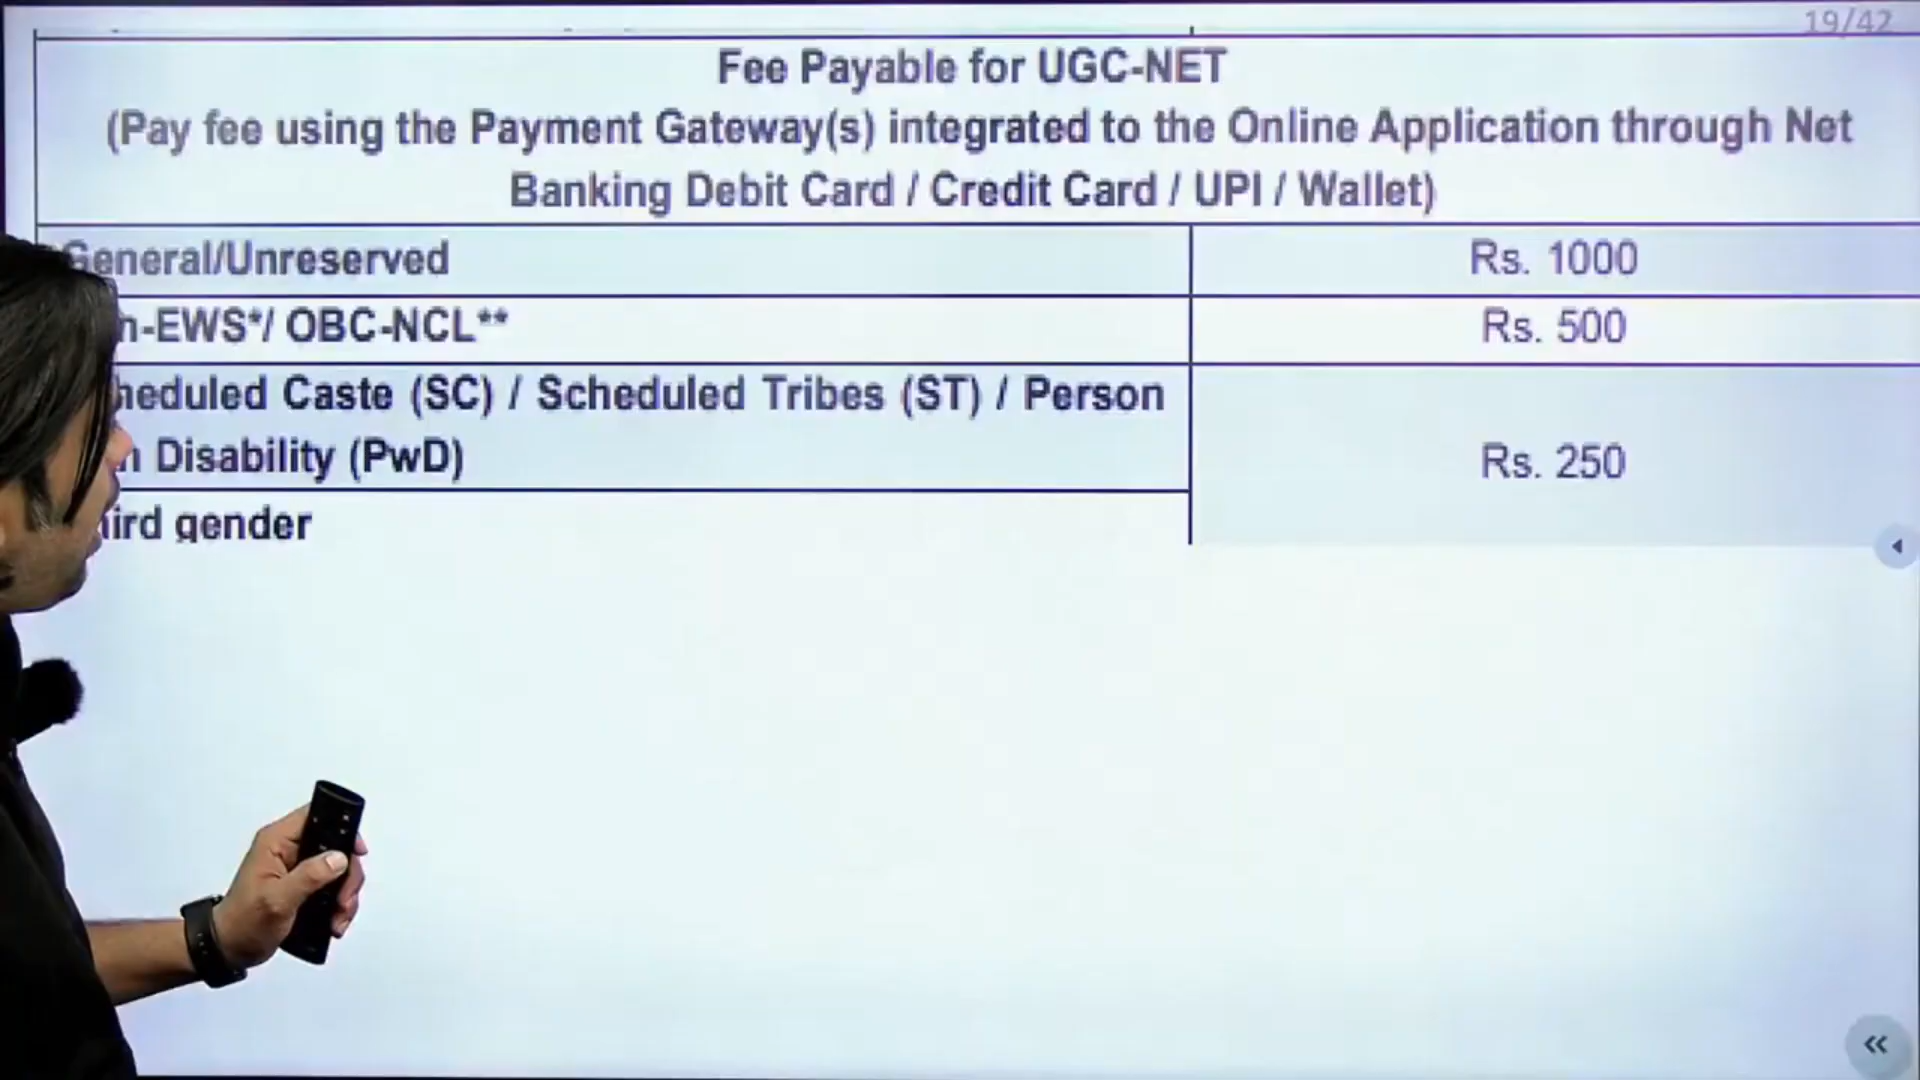 19/42
Fee Payable for UGC-NET
(Pay fee using the Payment Gateway(s) integrated to the Online Application through Net
Banking Debit Card / Credit Card / UPI / Wallet)
General/Unreserved Rs. 1000
-EWS*/ OBC-NCL** Rs. 500
Caste (SC) / Scheduled Tribes (ST) / Person
Disability (PwD) Rs. 250
gender